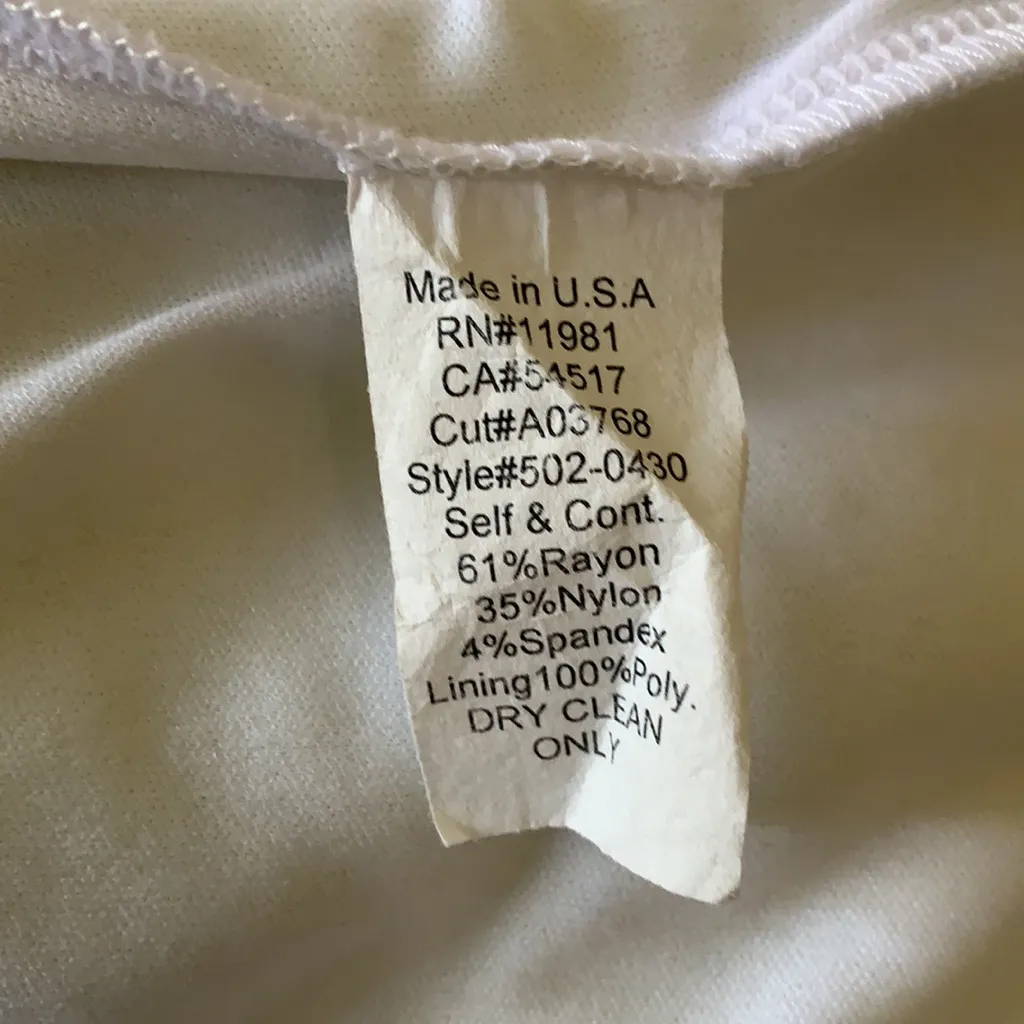 Made in U.S.A
RN#11981
CA#54517
Cut#A03768
Style#502-0430
Self & Cont.
61%Rayon
35%Nylon
4%Spandex
Lining100%Poly.
DRY CLEAN
ONLY